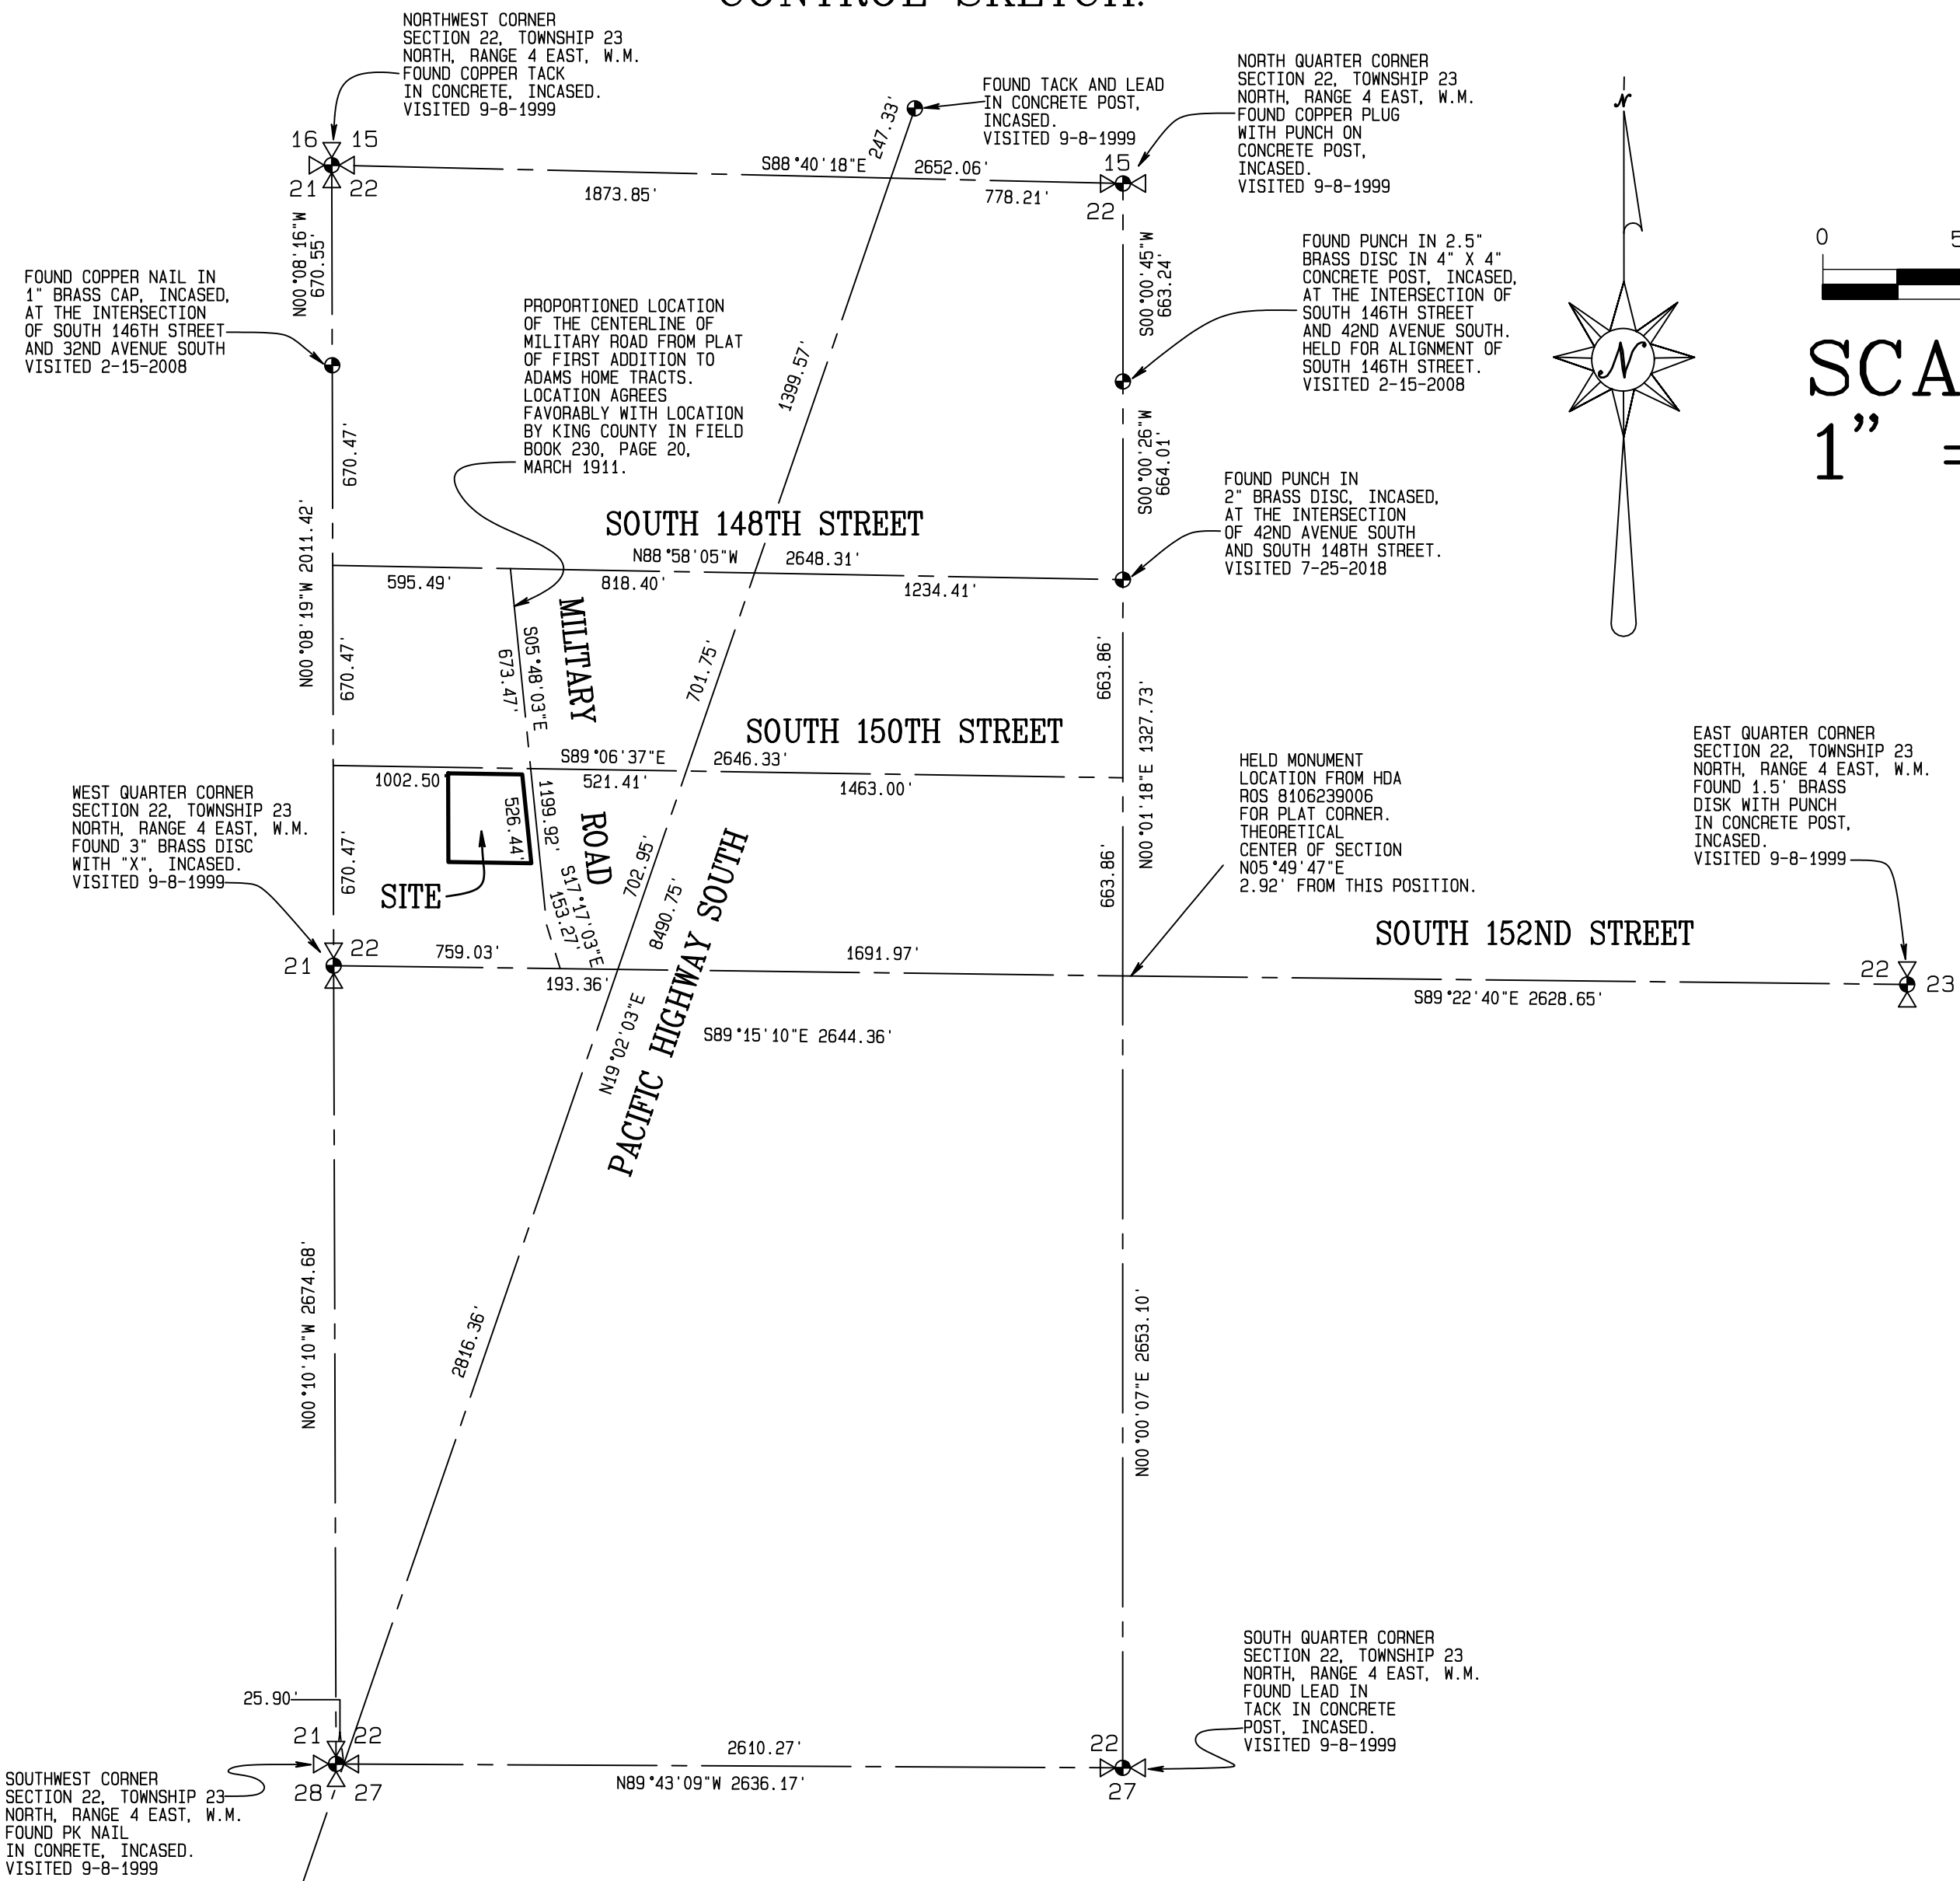 CONTROL SKETCH:
NORTHWEST CORNER
SECTION 22, TOWNSHIP 23
NORTH, RANGE 4 EAST, W.M.
FOUND COPPER TACK
IN CONCRETE, INCASED.
VISITED 9-8-1999
FOUND TACK AND LEAD
IN CONCRETE POST,
INCASED.
VISITED 9-8-1999
NORTH QUARTER CORNER
SECTION 22, TOWNSHIP 23
NORTH, RANGE 4 EAST, W.M.
FOUND COPPER PLUG
WITH PUNCH ON
CONCRETE POST,
INCASED.
VISITED 9-8-1999
N
16 15
21 22
247.33'
S88°40'18"E 2652.06'
1873.85' 778.21'
15
22
N00°08'16"W
670.55'
S00°00'45"W
663.24'
FOUND COPPER NAIL IN
1" BRASS CAP, INCASED,
AT THE INTERSECTION
OF SOUTH 146TH STREET
AND 32ND AVENUE SOUTH
VISITED 2-15-2008
PROPORTIONED LOCATION
OF THE CENTERLINE OF
MILITARY ROAD FROM PLAT
OF FIRST ADDITION TO
ADAMS HOME TRACTS.
LOCATION AGREES
FAVORABLY WITH LOCATION
BY KING COUNTY IN FIELD
BOOK 230, PAGE 20,
MARCH 1911.
1399.57'
FOUND PUNCH IN 2.5"
BRASS DISC IN 4" X 4"
CONCRETE POST, INCASED,
AT THE INTERSECTION OF
SOUTH 146TH STREET
AND 42ND AVENUE SOUTH.
HELD FOR ALIGNMENT OF
SOUTH 146TH STREET.
VISITED 2-15-2008
N
0 5
SCA
1" =
670.47'
S00°00'26"W
664.01'
FOUND PUNCH IN
2" BRASS DISC, INCASED,
AT THE INTERSECTION
OF 42ND AVENUE SOUTH
AND SOUTH 148TH STREET.
VISITED 7-25-2018
N00°08'19"W 2011.42'
SOUTH 148TH STREET
N88°58'05"W 2648.31'
595.49' 818.40' 1234.41'
MILITARY
S05°48'03"E
673.47'
701.75'
670.47'
663.86'
N00°01'18"E 1327.73'
SOUTH 150TH STREET
S89°06'37"E 2646.33'
1002.50' 521.41' 1463.00'
WEST QUARTER CORNER
SECTION 22, TOWNSHIP 23
NORTH, RANGE 4 EAST, W.M.
FOUND 3" BRASS DISC
WITH "X", INCASED.
VISITED 9-8-1999
670.47'
526.44'
1199.92'
ROAD
S17°17'03"E
153.27'
702.95'
8490.75'
663.86'
SITE
HELD MONUMENT
LOCATION FROM HDA
ROS 8106239006
FOR PLAT CORNER.
THEORETICAL
CENTER OF SECTION
N05°49'47"E
2.92' FROM THIS POSITION.
EAST QUARTER CORNER
SECTION 22, TOWNSHIP 23
NORTH, RANGE 4 EAST, W.M.
FOUND 1.5' BRASS
DISK WITH PUNCH
IN CONCRETE POST,
INCASED.
VISITED 9-8-1999
SOUTH 152ND STREET
22
21
759.03' 1691.97'
193.36'
22 23
S89°22'40"E 2628.65'
S89°15'10"E 2644.36'
N19°02'03"E
PACIFIC HIGHWAY SOUTH
N00°10'10"W 2674.68'
2816.36'
N00°00'07"E 2653.10'
SOUTH QUARTER CORNER
SECTION 22, TOWNSHIP 23
NORTH, RANGE 4 EAST, W.M.
FOUND LEAD IN
TACK IN CONCRETE
POST, INCASED.
VISITED 9-8-1999
25.90'
21 22
28 27
2610.27'
N89°43'09"W 2636.17'
22
27
SOUTHWEST CORNER
SECTION 22, TOWNSHIP 23
NORTH, RANGE 4 EAST, W.M.
FOUND PK NAIL
IN CONRETE, INCASED.
VISITED 9-8-1999